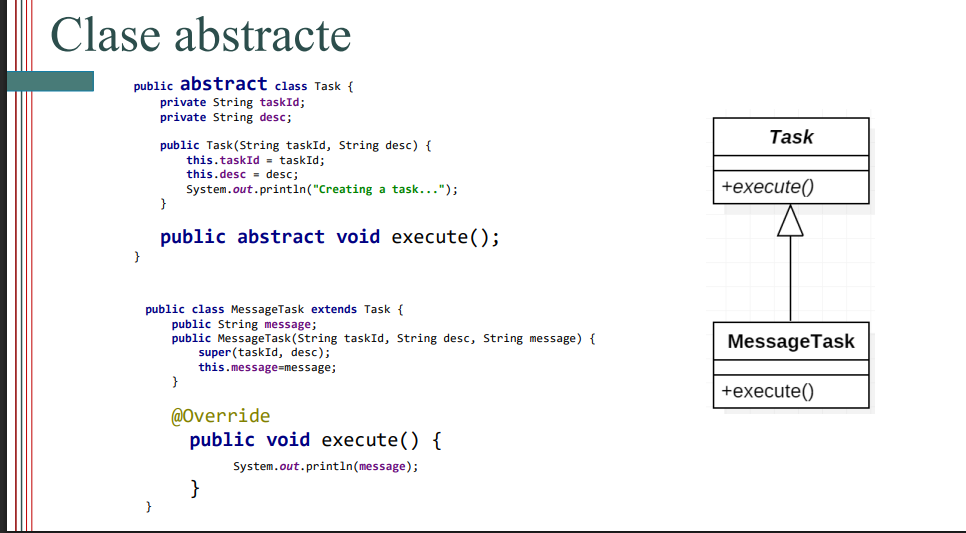 Clase abstracte
public abstract class Task {
private String taskId;
private String desc;
public Task(String taskId, String desc) {
this.taskId = taskId;
this.desc = desc;
System.out.println("Creating a task...");
}
public abstract void execute();
}
public class MessageTask extends Task {
public String message;
public MessageTask(String taskId, String desc, String message) {
super(taskId, desc);
this.message=message;
}
@Override
public void execute() {
System.out.println(message);
}
}
Task
+execute()
MessageTask
+execute()